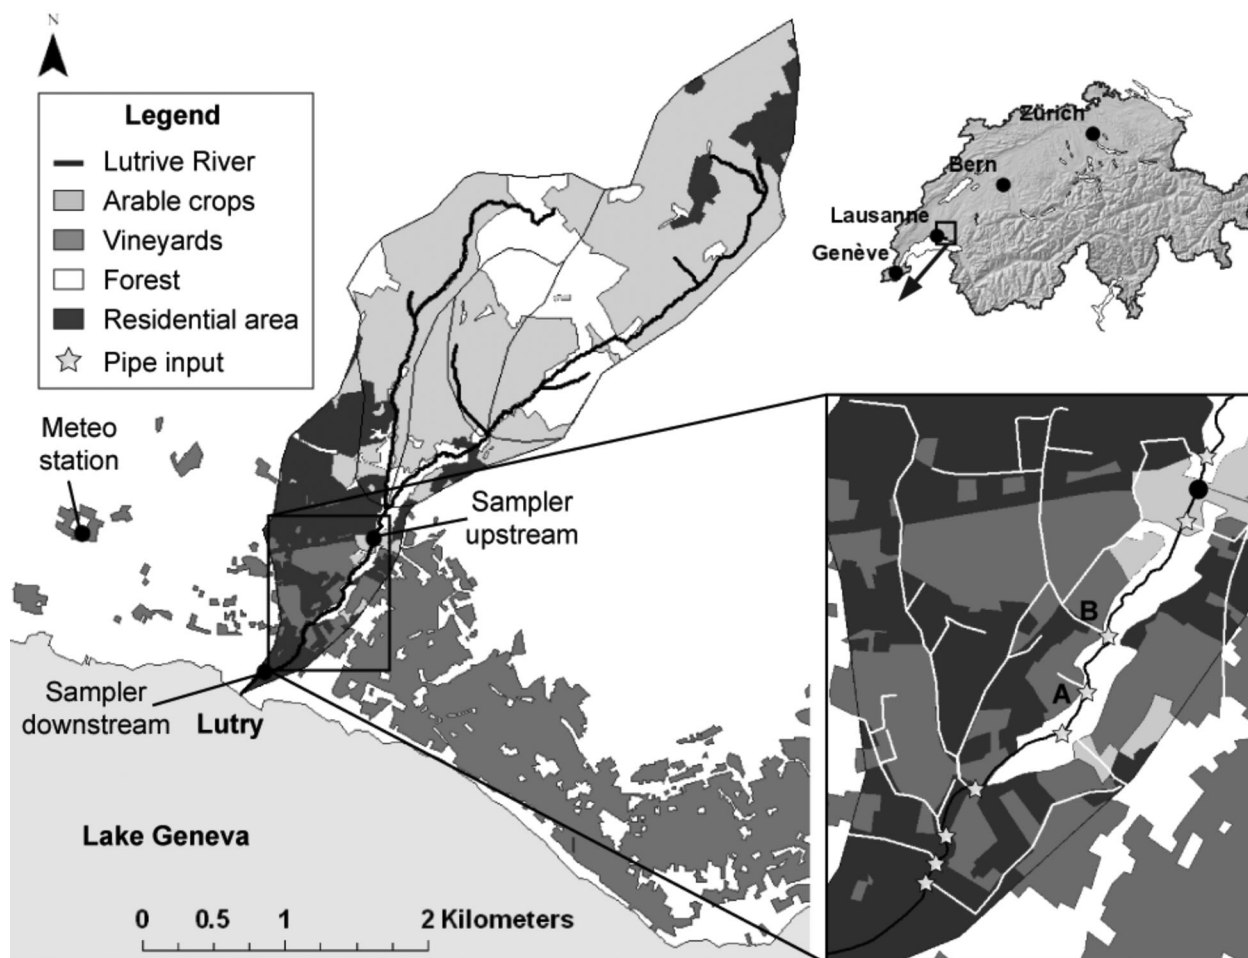 N
Legend
Lutrive River
Arable crops
Vineyards
Forest
Residential area
Pipe input
Zürich
Bern
Lausanne
Genève
Meteo
station
Sampler
upstream
Sampler
downstream
Lutry
Lake Geneva
B
A
0 0.5 1 2 Kilometers